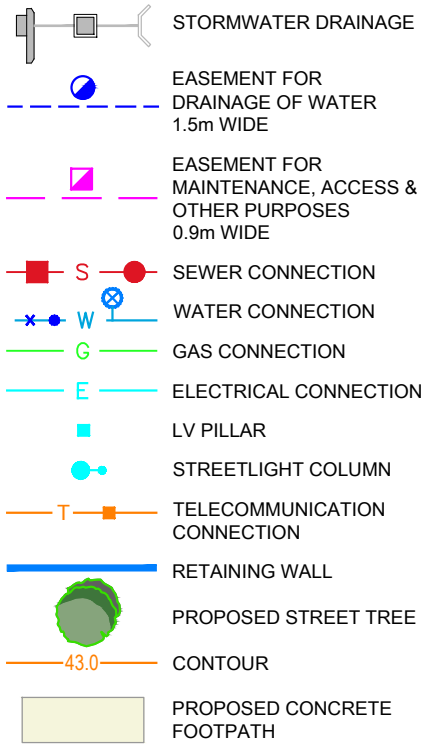 STORMWATER DRAINAGE
EASEMENT FOR
DRAINAGE OF WATER
1.5m WIDE
EASEMENT FOR
MAINTENANCE, ACCESS &
OTHER PURPOSES
0.9m WIDE
S SEWER CONNECTION
W WATER CONNECTION
G GAS CONNECTION
E ELECTRICAL CONNECTION
LV PILLAR
STREETLIGHT COLUMN
T TELECOMMUNICATION
CONNECTION
RETAINING WALL
PROPOSED STREET TREE
43.0 CONTOUR
PROPOSED CONCRETE
FOOTPATH